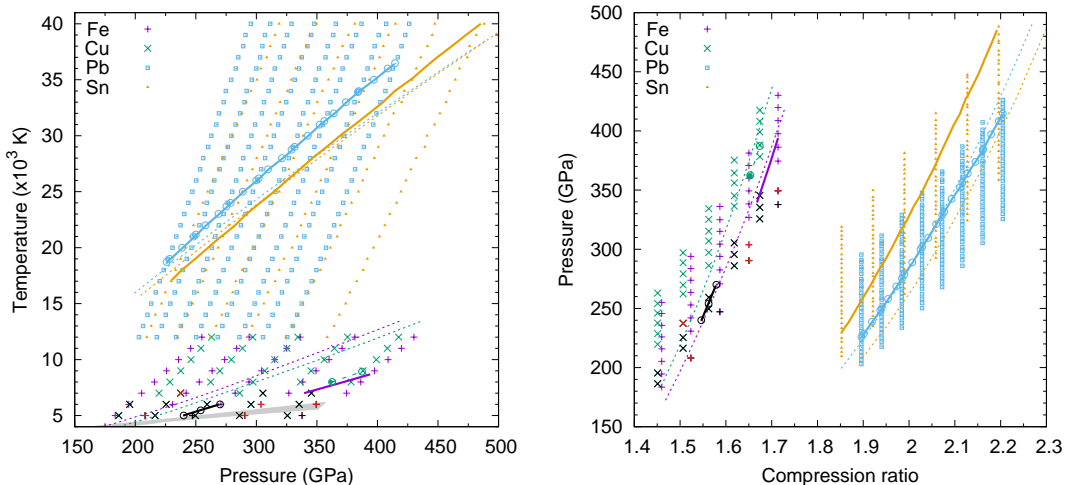 40
35
30
25
20
15
10
5
150 200 250 300 350 400 450 500
Temperature (x10³ K)
Pressure (GPa)
Fe
Cu
Pb
Sn
500
450
400
350
300
250
200
150
1.4 1.5 1.6 1.7 1.8 1.9 2 2.1 2.2 2.3
Pressure (GPa)
Compression ratio
Fe
Cu
Pb
Sn